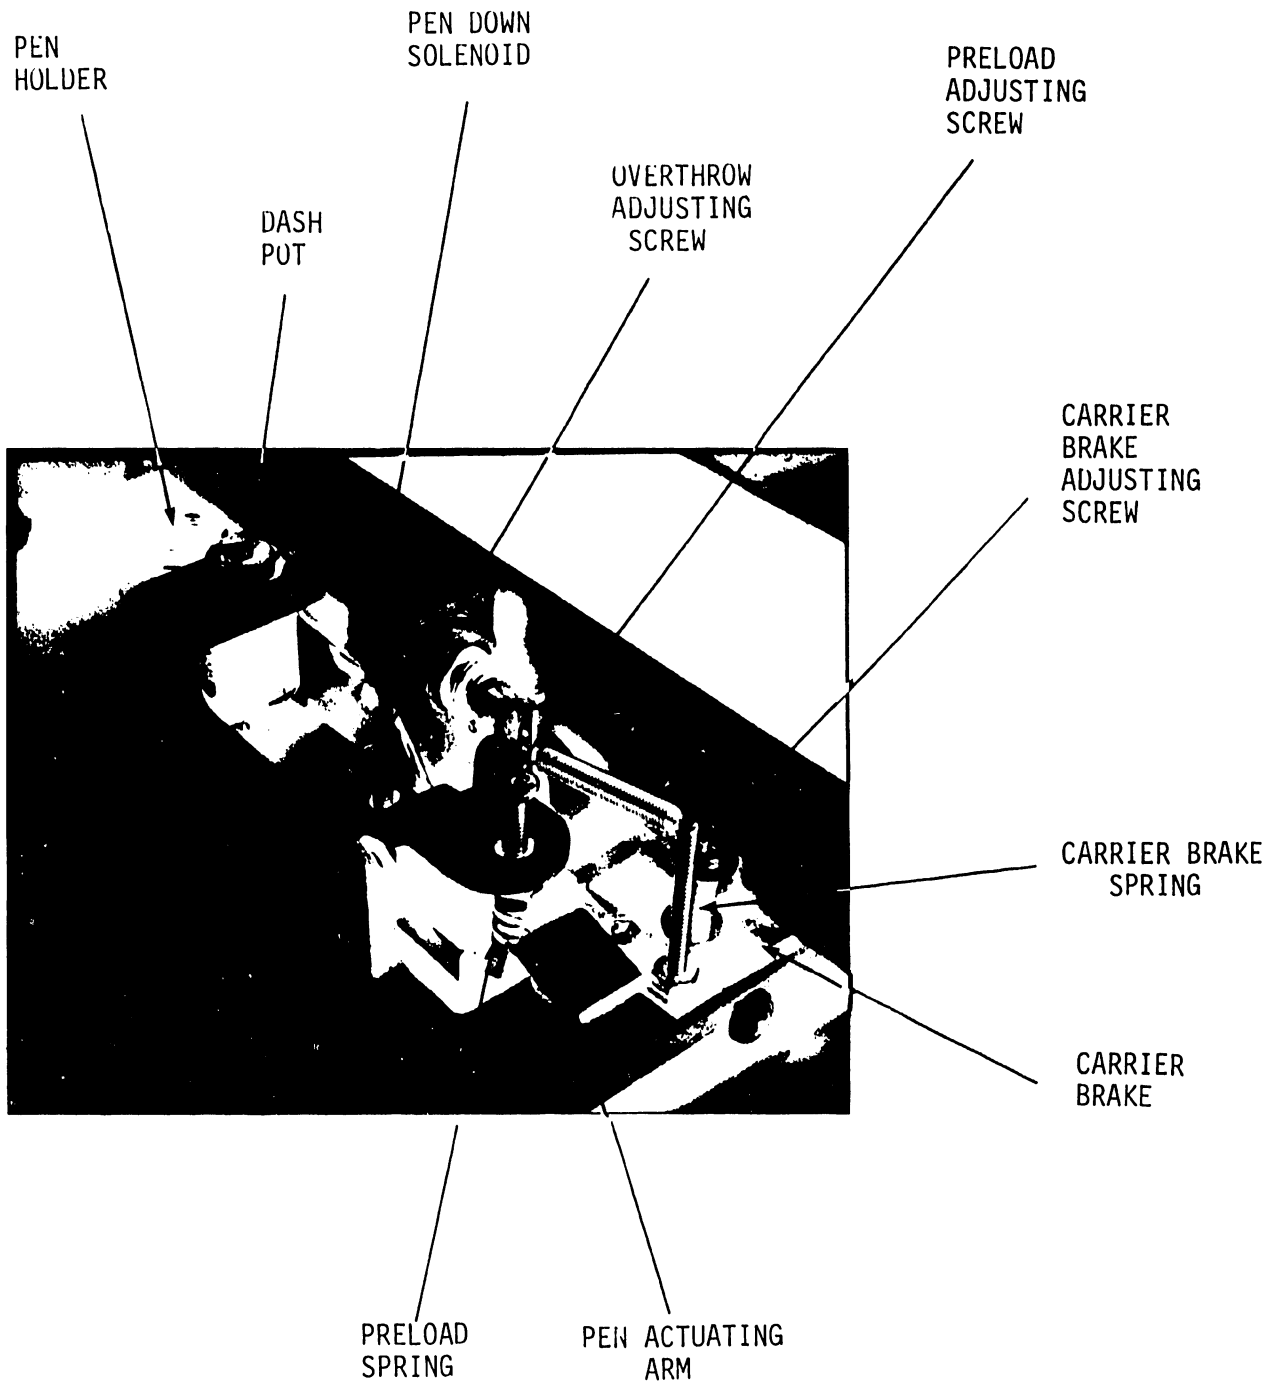 PEN DOWN
SOLENOID
PEN
HOLDER
PRELOAD
ADJUSTING
SCREW
OVERTHROW
ADJUSTING
SCREW
DASH
POT
CARRIER
BRAKE
ADJUSTING
SCREW
CARRIER BRAKE
SPRING
CARRIER
BRAKE
PRELOAD
SPRING
PEN ACTUATING
ARM